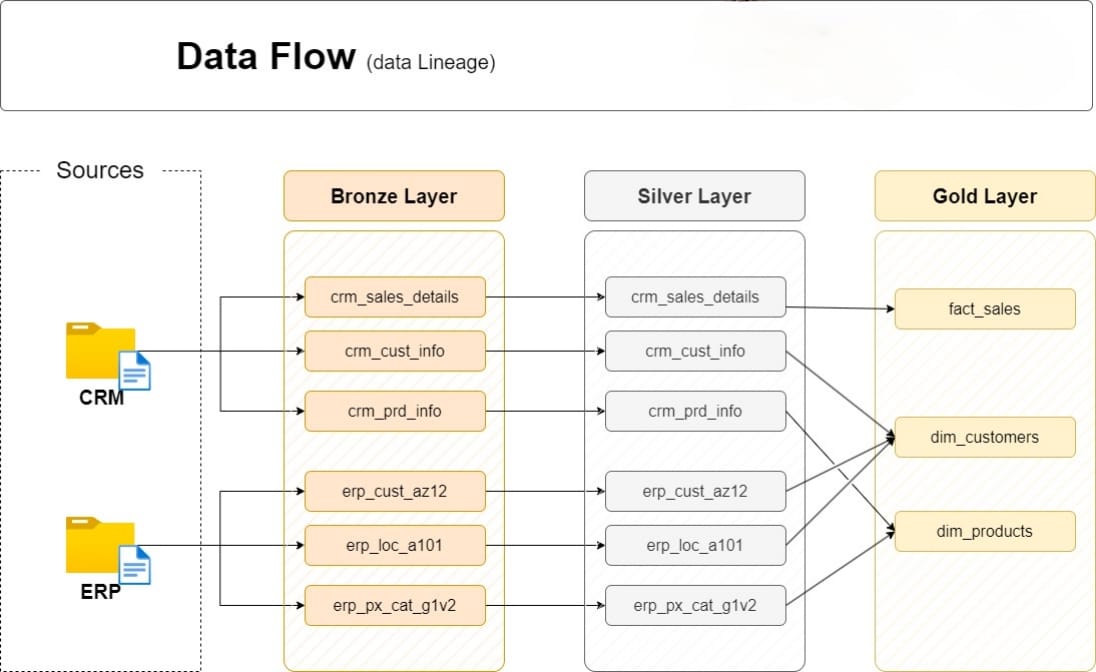 Data Flow (data Lineage)
Sources
CRM
ERP
Bronze Layer
crm_sales_details
crm_cust_info
crm_prd_info
erp_cust_az12
erp_loc_a101
erp_px_cat_g1v2
Silver Layer
crm_sales_details
crm_cust_info
crm_prd_info
erp_cust_az12
erp_loc_a101
erp_px_cat_g1v2
Gold Layer
fact_sales
dim_customers
dim_products